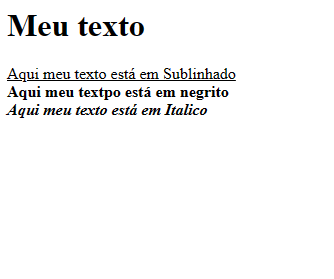 Meu texto
Aqui meu texto está em Sublinhado
Aqui meu textpo está em negrito
Aqui meu texto está em Italico